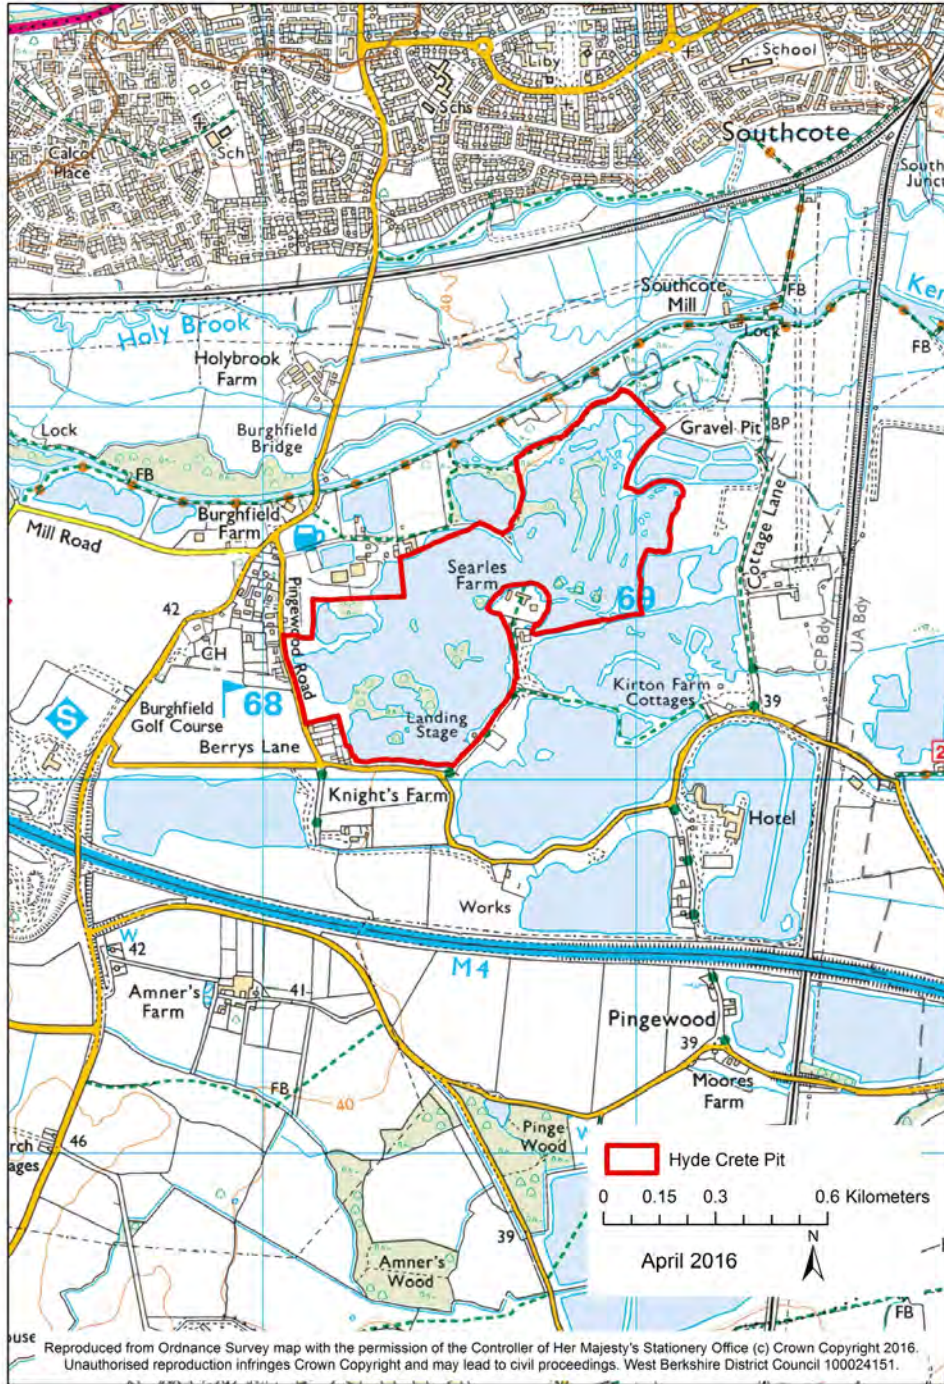 Liby
School
Schs
Southcote
Calcot
Place
Sch
South
Junc
Southcote
Mill
FB
Ken
Holy Brook
Lock
FB
Holybrook
Farm
40
Burghfield
Bridge
Gravel Pit
BP
Lock
FB
Burghfield
Farm
Mill Road
Cottage Lane
Searles
Farm
69
42
Pingewood Road
CH
CP Bdy
UA Bdy
Kirton Farm
Cottages
39
S
Burghfield
Golf Course
68
Landing
Stage
Berrys Lane
2
Knight's Farm
Hotel
Works
W
42
M4
Amner's
Farm
41
Pingewood
39
Moores
Farm
FB
40
Pinge
Wood
W
46
rch
ages
Hyde Crete Pit
0 0.15 0.3 0.6 Kilometers
N
April 2016
39
Amner's
Wood
FB
ouse
Reproduced from Ordnance Survey map with the permission of the Controller of Her Majesty's Stationery Office (c) Crown Copyright 2016.
Unauthorised reproduction infringes Crown Copyright and may lead to civil proceedings. West Berkshire District Council 100024151.